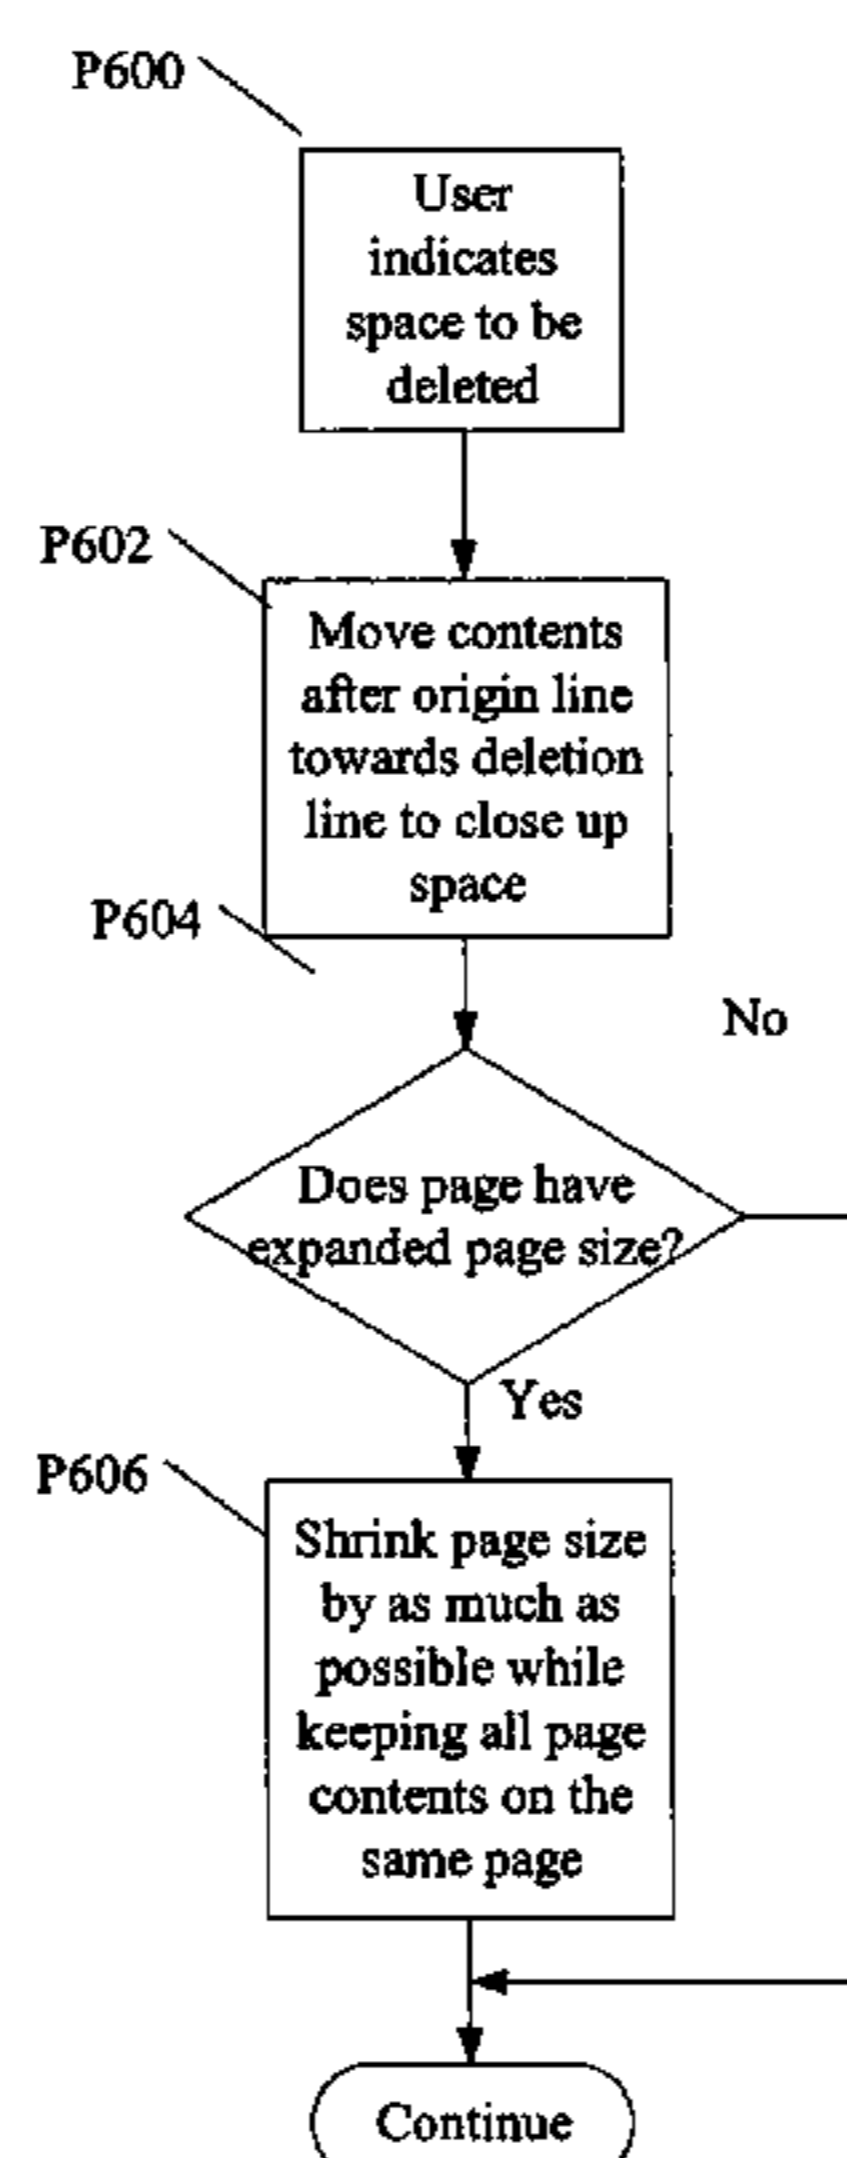 P600
User
indicates
space to be
deleted
P602
Move contents
after origin line
towards deletion
line to close up
space
P604
No
Does page have
expanded page size?
Yes
P606
Shrink page size
by as much as
possible while
keeping all page
contents on the
same page
Continue